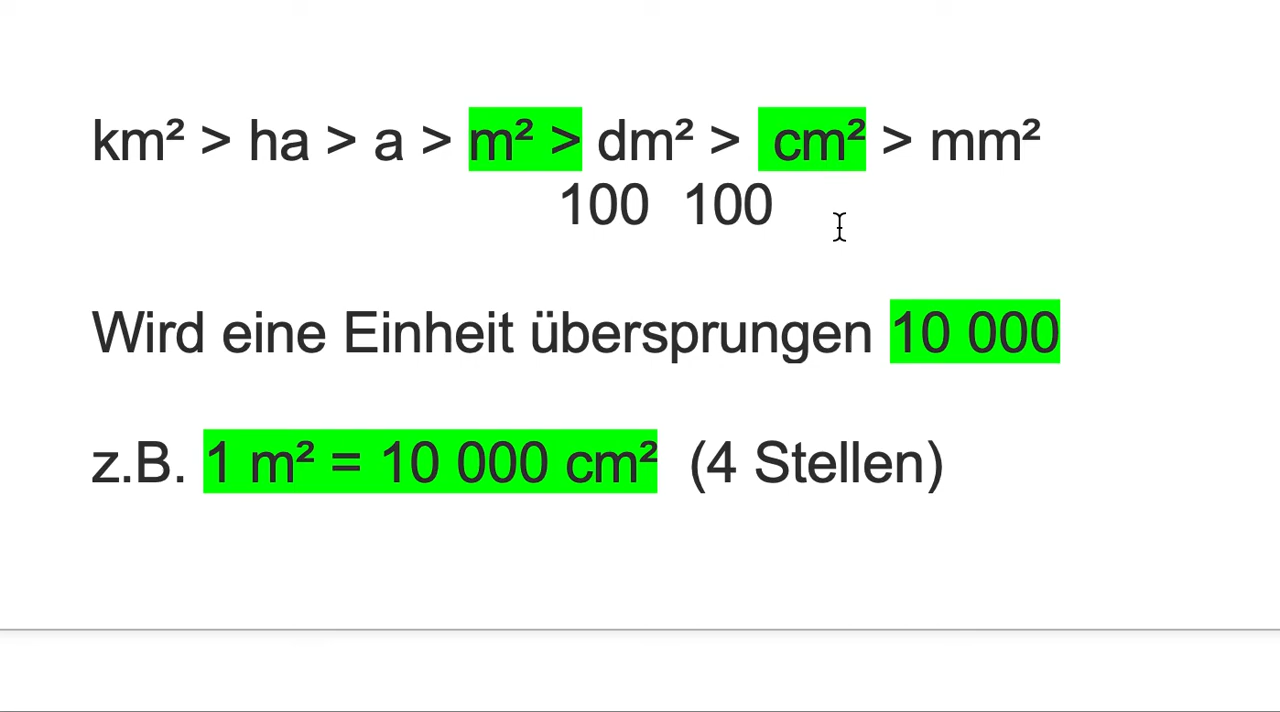 km² > ha > a > m² > dm² > cm² > mm²
100 100
Wird eine Einheit übersprungen 10 000
z.B. 1 m² = 10 000 cm² (4 Stellen)